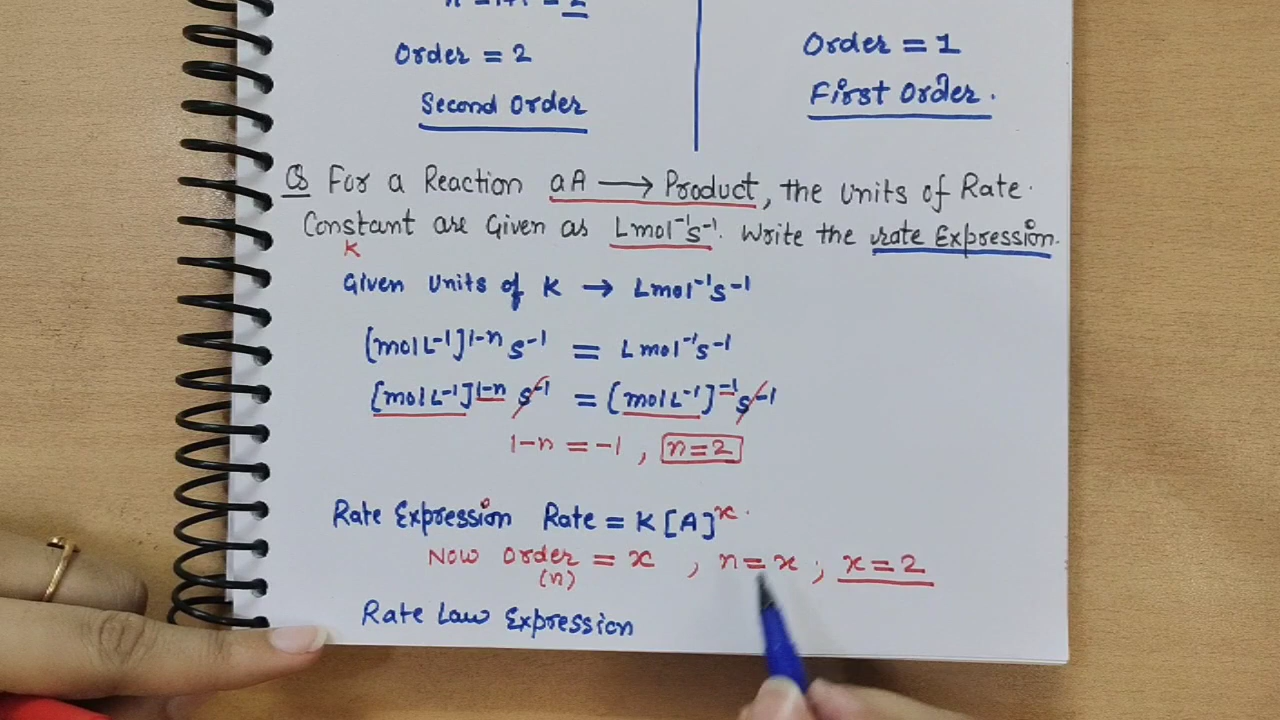 Order = 2
Second Order
Order = 1
First Order.
Q For a Reaction aA → Product, the units of Rate
Constant are Given as Lmol⁻¹s⁻¹. Write the rate Expression.
K
Given Units of K → Lmol⁻¹s⁻¹
[mol L⁻¹]¹⁻ⁿ s⁻¹ = Lmol⁻¹s⁻¹
[mol L⁻¹]¹⁻ⁿ s⁻¹ = [mol L⁻¹]⁻¹ s⁻¹
1-n = -1, n=2
Rate Expression Rate = K[A]ˣ
Now Order = x, n = x; x = 2
(n)
Rate Law Expression